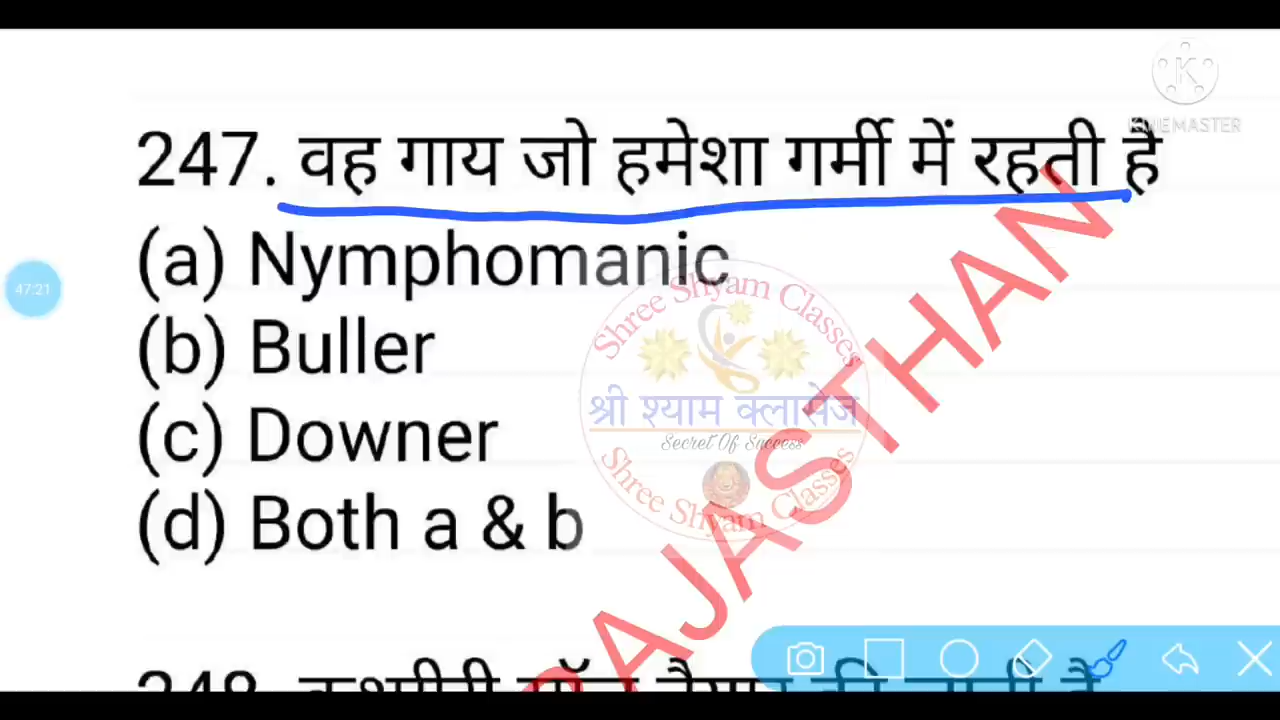 KINEMASTER
247. वह गाय जो हमेशा गर्मी में रहती है
(a) Nymphomanic
47:21
(b) Buller
(c) Downer
(d) Both a & b
Shree Shyam Classes
श्री श्याम क्लासेज
Secret Of Success
Shree Shyam Classes
RAJASTHAN
248.